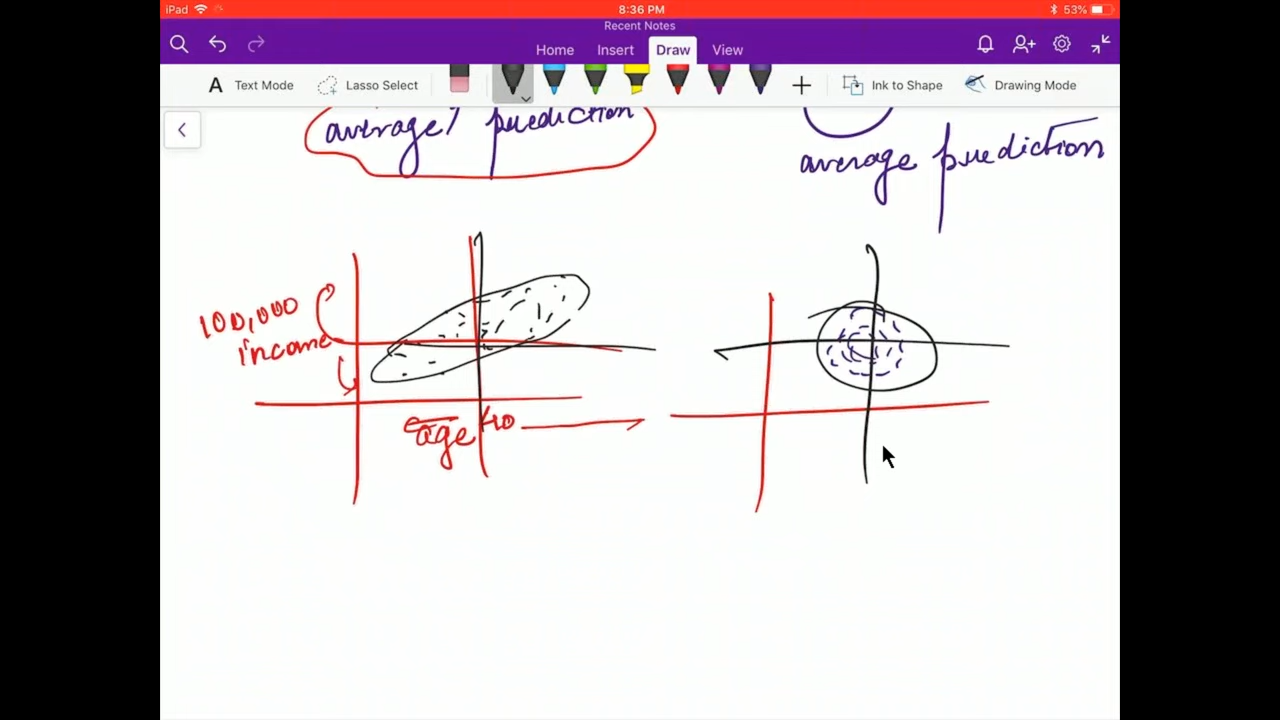 iPad
8:36 PM
53%
Recent Notes
Home Insert Draw View
Text Mode
Lasso Select
Ink to Shape
Drawing Mode
average) prediction
average prediction
100,000
income
age 40